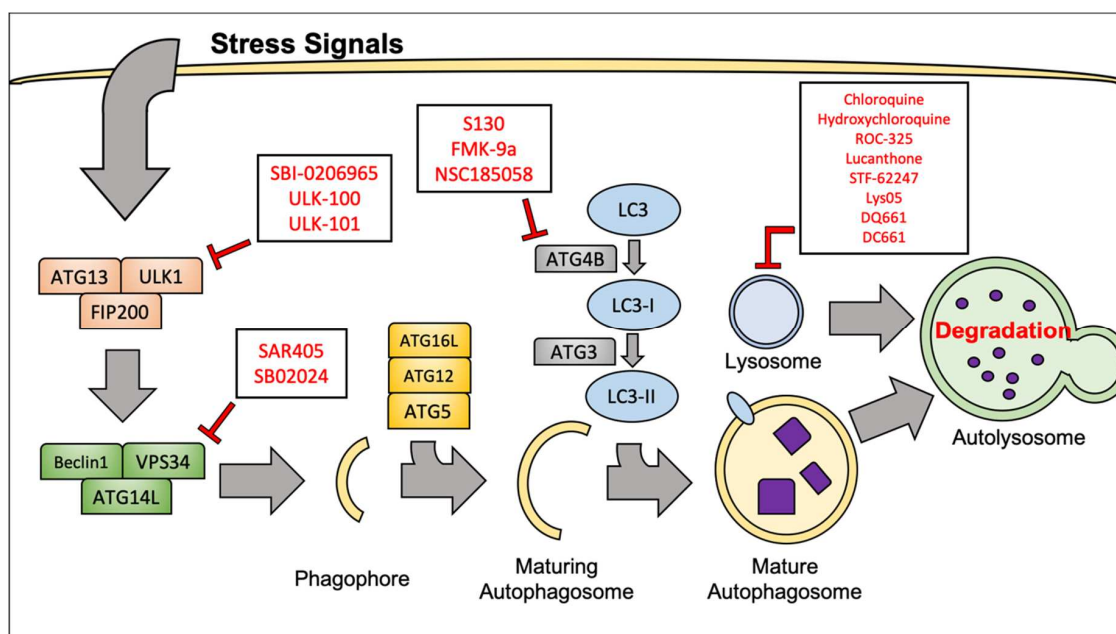 Stress Signals
SBI-0206965
ULK-100
ULK-101
S130
FMK-9a
NSC185058
Chloroquine
Hydroxychloroquine
ROC-325
Lucanthone
STF-62247
Lys05
DQ661
DC661
ATG13
ULK1
FIP200
LC3
ATG4B
LC3-I
ATG3
LC3-II
SAR405
SB02024
ATG16L
ATG12
ATG5
Lysosome
Degradation
Autolysosome
Beclin1
VPS34
ATG14L
Phagophore
Maturing
Autophagosome
Mature
Autophagosome